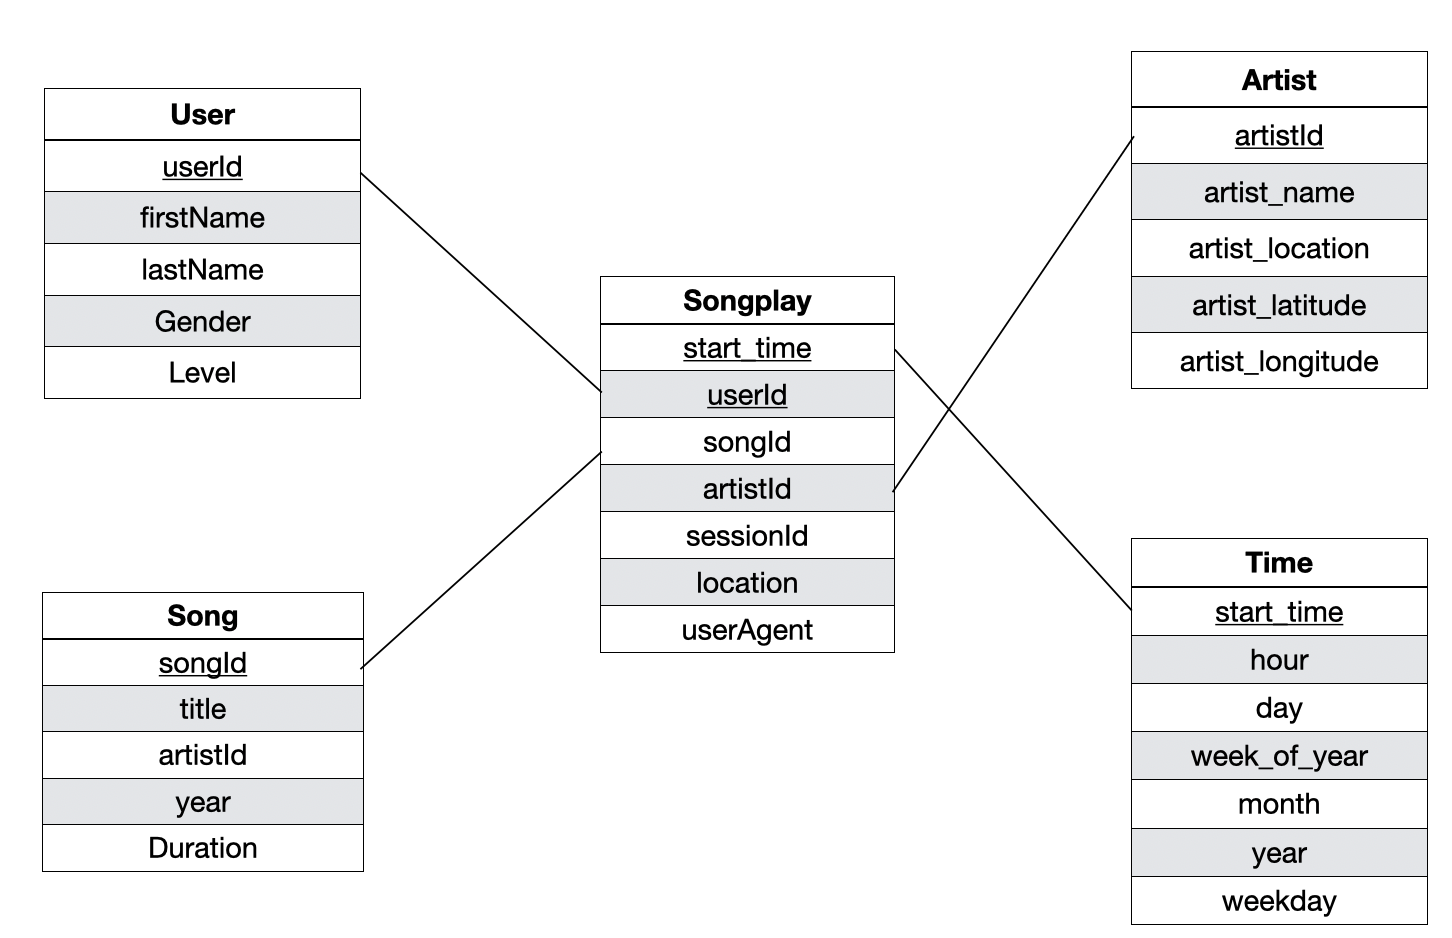 User
userId
firstName
lastName
Gender
Level
Song
songId
title
artistId
year
Duration
Songplay
start_time
userId
songId
artistId
sessionId
location
userAgent
Artist
artistId
artist_name
artist_location
artist_latitude
artist_longitude
Time
start_time
hour
day
week_of_year
month
year
weekday